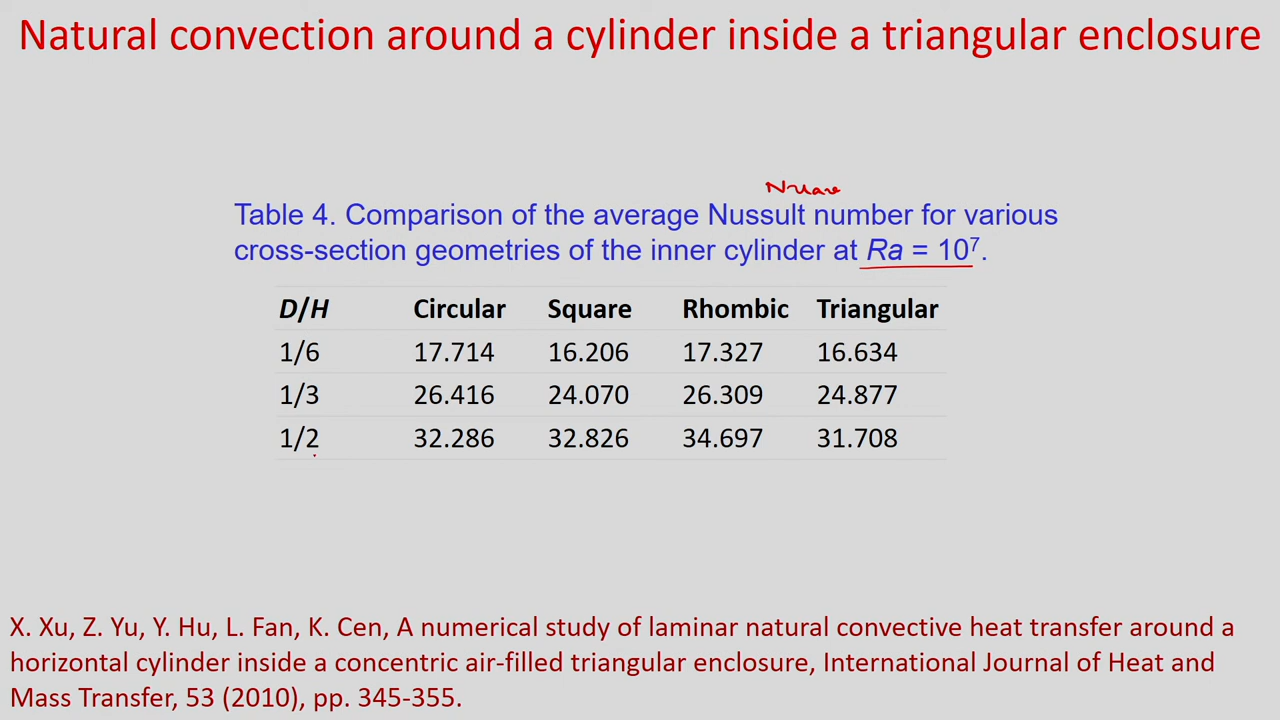 Natural convection around a cylinder inside a triangular enclosure
Nuave
Table 4. Comparison of the average Nussult number for various
cross-section geometries of the inner cylinder at Ra = 10⁷.
D/H Circular Square Rhombic Triangular
1/6 17.714 16.206 17.327 16.634
1/3 26.416 24.070 26.309 24.877
1/2 32.286 32.826 34.697 31.708
X. Xu, Z. Yu, Y. Hu, L. Fan, K. Cen, A numerical study of laminar natural convective heat transfer around a
horizontal cylinder inside a concentric air-filled triangular enclosure, International Journal of Heat and
Mass Transfer, 53 (2010), pp. 345-355.